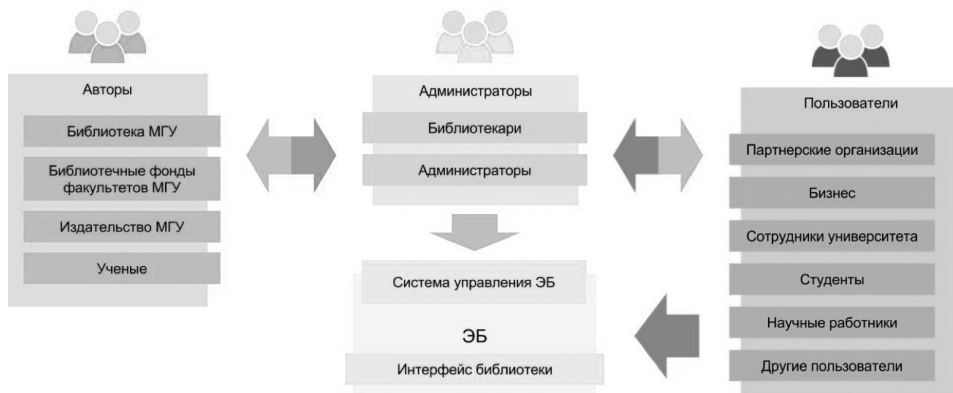 Авторы
Библиотека МГУ
Библиотечные фонды
факультетов МГУ
Издательство МГУ
Ученые
Администраторы
Библиотекари
Администраторы
Система управления ЭБ
ЭБ
Интерфейс библиотеки
Пользователи
Партнерские организации
Бизнес
Сотрудники университета
Студенты
Научные работники
Другие пользователи